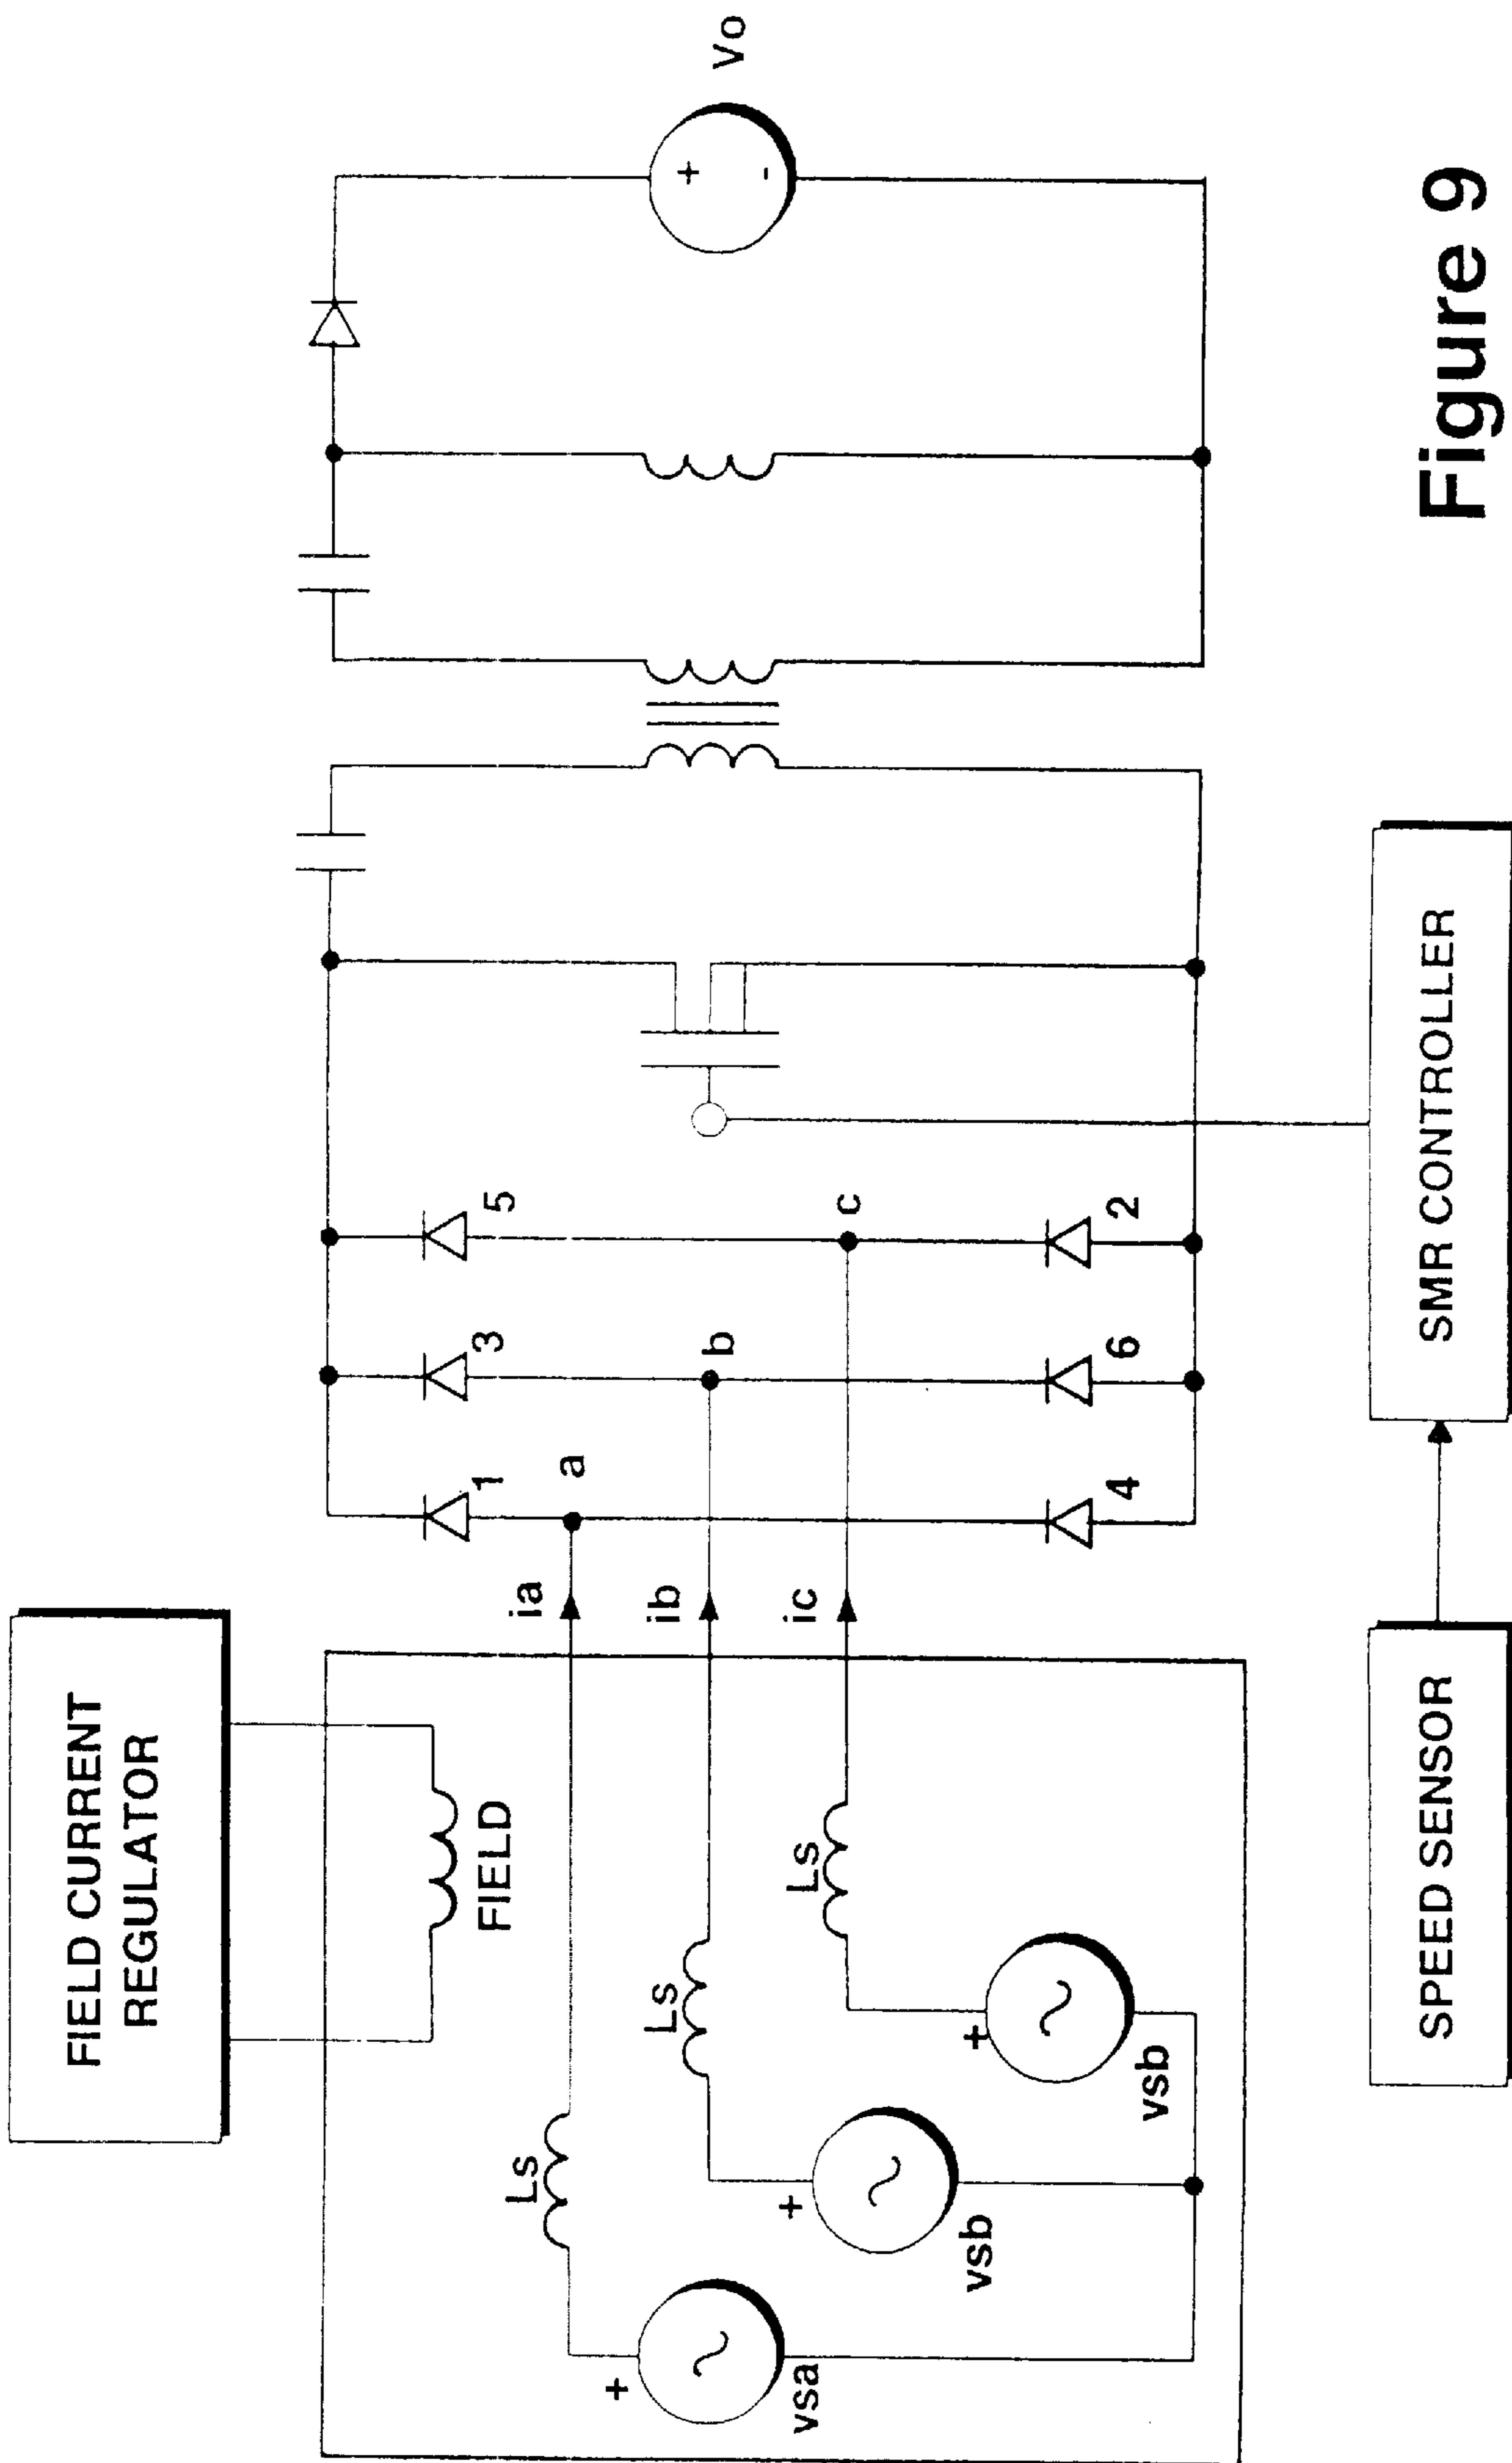 FIELD CURRENT
REGULATOR
FIELD
Ls
Ls
Ls
+
+
+
vsa
vsb
vsb
ia
ib
ic
a
b
c
1
3
5
4
6
2
+
-
Vo
SPEED SENSOR
SMR CONTROLLER
Figure 9